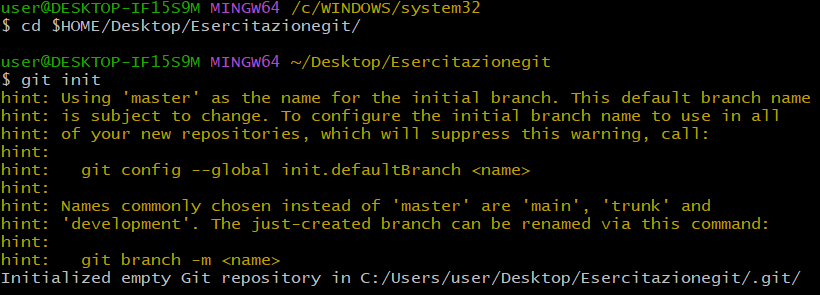 user@DESKTOP-IF15S9M MINGW64 /c/WINDOWS/system32
$ cd $HOME/Desktop/Esercitazionegit/

user@DESKTOP-IF15S9M MINGW64 ~/Desktop/Esercitazionegit
$ git init
hint: Using 'master' as the name for the initial branch. This default branch name
hint: is subject to change. To configure the initial branch name to use in all
hint: of your new repositories, which will suppress this warning, call:
hint:
hint:   git config --global init.defaultBranch <name>
hint:
hint: Names commonly chosen instead of 'master' are 'main', 'trunk' and
hint: 'development'. The just-created branch can be renamed via this command:
hint:
hint:   git branch -m <name>
Initialized empty Git repository in C:/Users/user/Desktop/Esercitazionegit/.git/